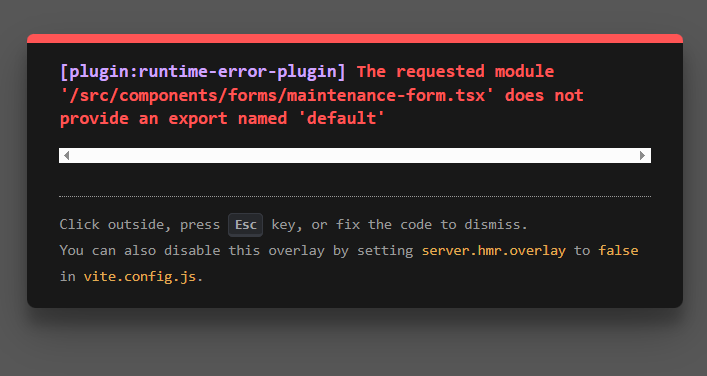 [plugin:runtime-error-plugin] The requested module
'/src/components/forms/maintenance-form.tsx' does not
provide an export named 'default'
Click outside, press Esc key, or fix the code to dismiss.
You can also disable this overlay by setting server.hmr.overlay to false
in vite.config.js.